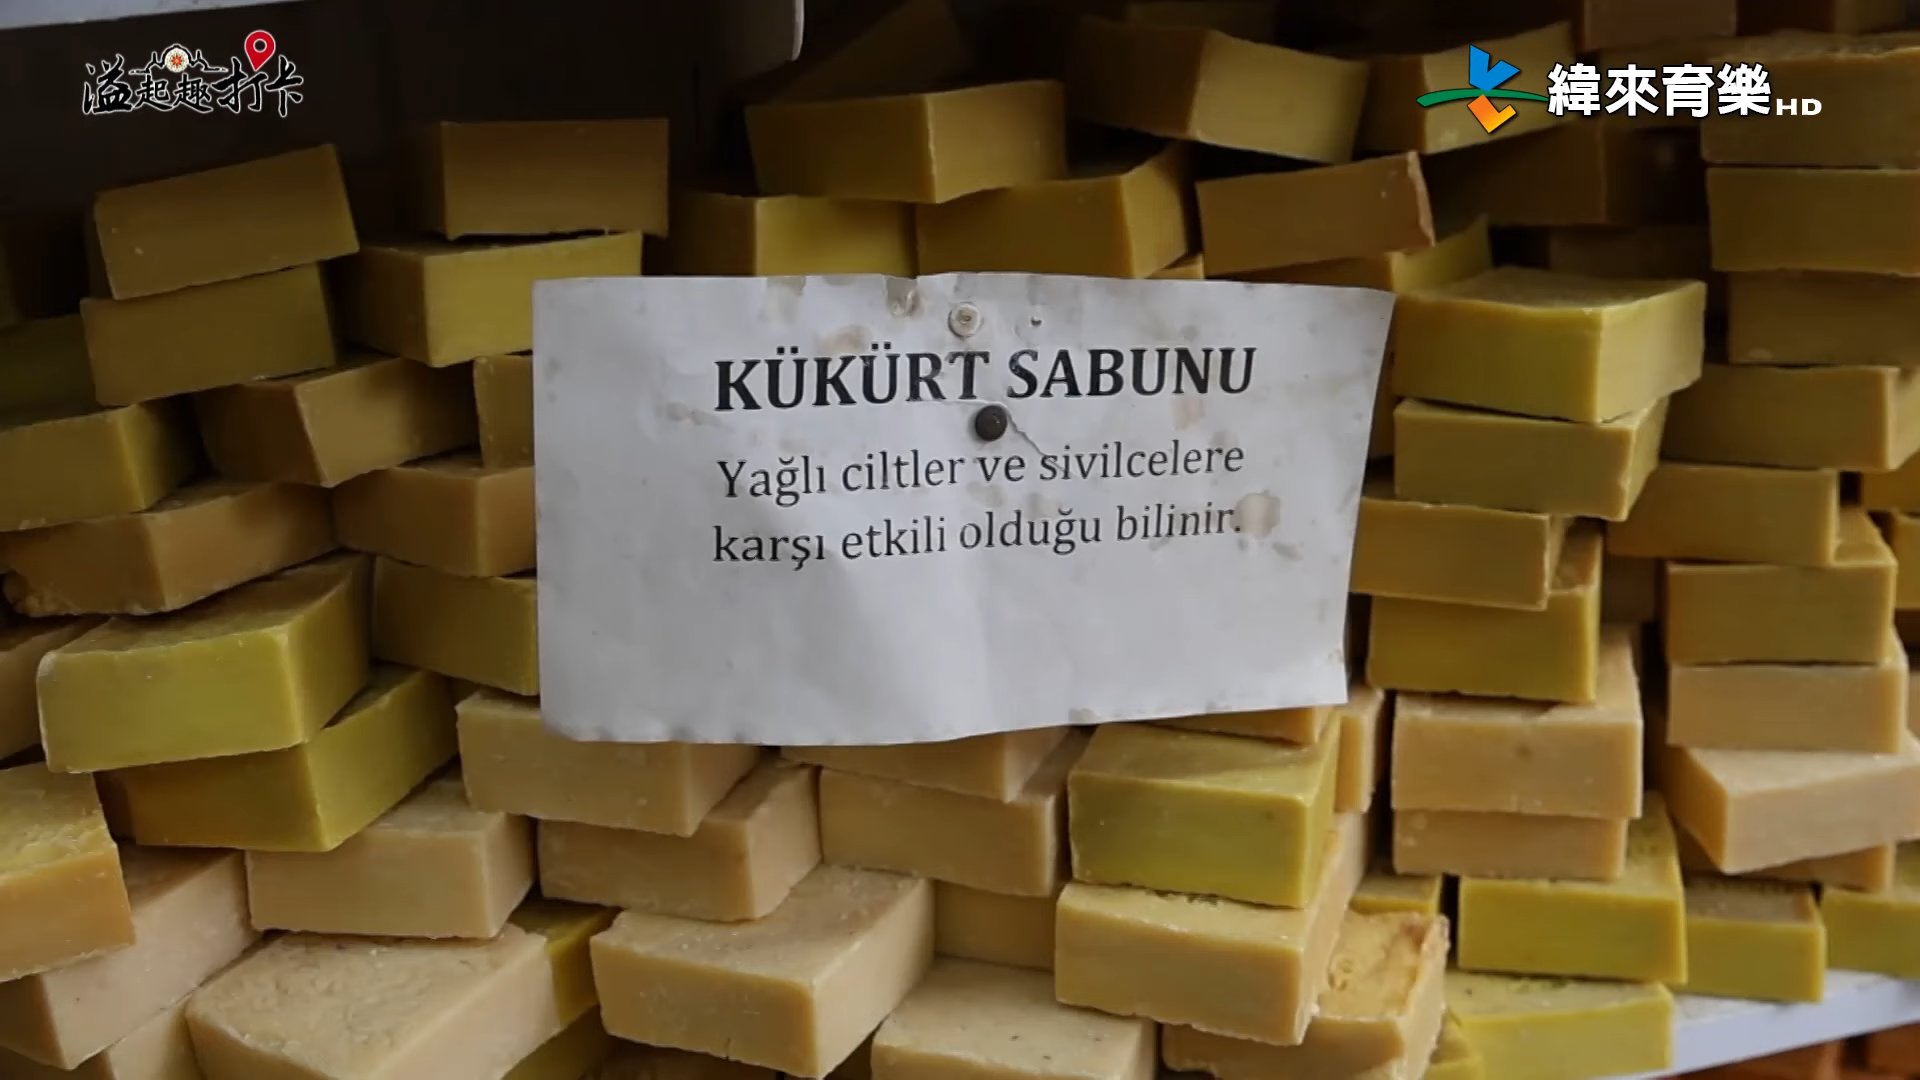 溢起趣打卡
緯來育樂HD
KÜKÜRT SABUNU
Yağlı ciltler ve sivilcelere
karşı etkili olduğu bilinir.